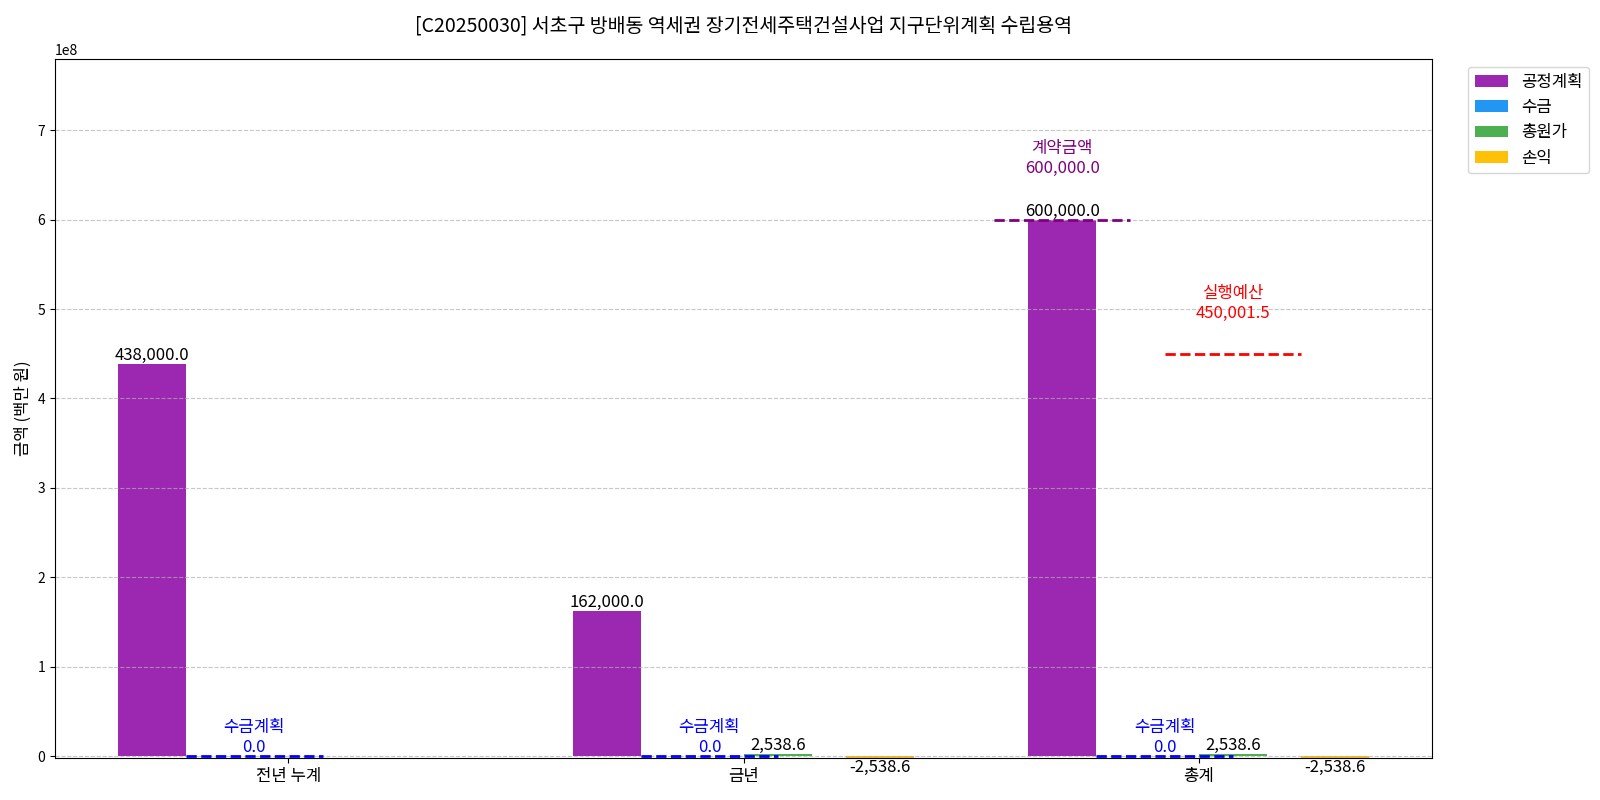 [C20250030] 서초구 방배동 역세권 장기전세주택건설사업 지구단위계획 수립용역
1e8
공정계획
수금
총원가
손익
금액 (백만 원)
7
6
5
4
3
2
1
0
438,000.0
수금계획
0.0
162,000.0
수금계획
0.0
2,538.6
-2,538.6
계약금액
600,000.0
600,000.0
실행예산
450,001.5
수금계획
0.0
2,538.6
-2,538.6
전년 누계
금년
총계